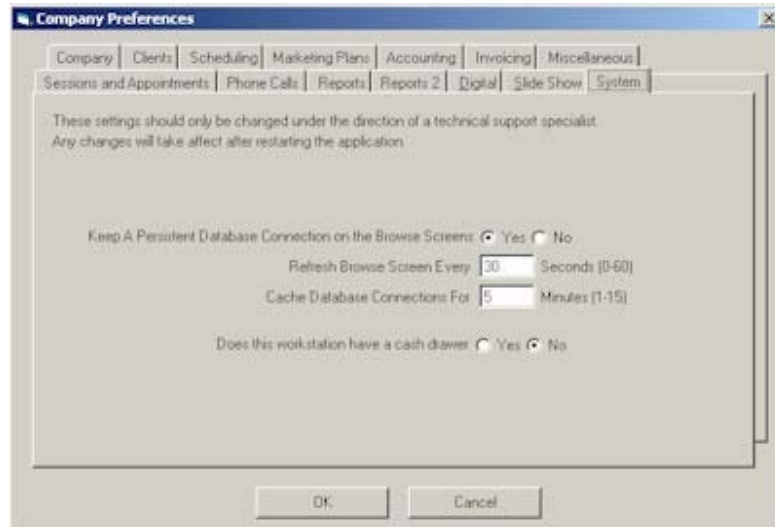 Company Preferences
Company Clients Scheduling Marketing Plans Accounting Invoicing Miscellaneous
Sessions and Appointments Phone Calls Reports Reports 2 Digital Slide Show System
These settings should only be changed under the direction of a technical support specialist.
Any changes will take affect after restarting the application
Keep A Persistent Database Connection on the Browse Screens Yes No
Refresh Browse Screen Every 30 Seconds (0-60)
Cache Database Connections For 5 Minutes (1-15)
Does this workstation have a cash drawer Yes No
OK Cancel